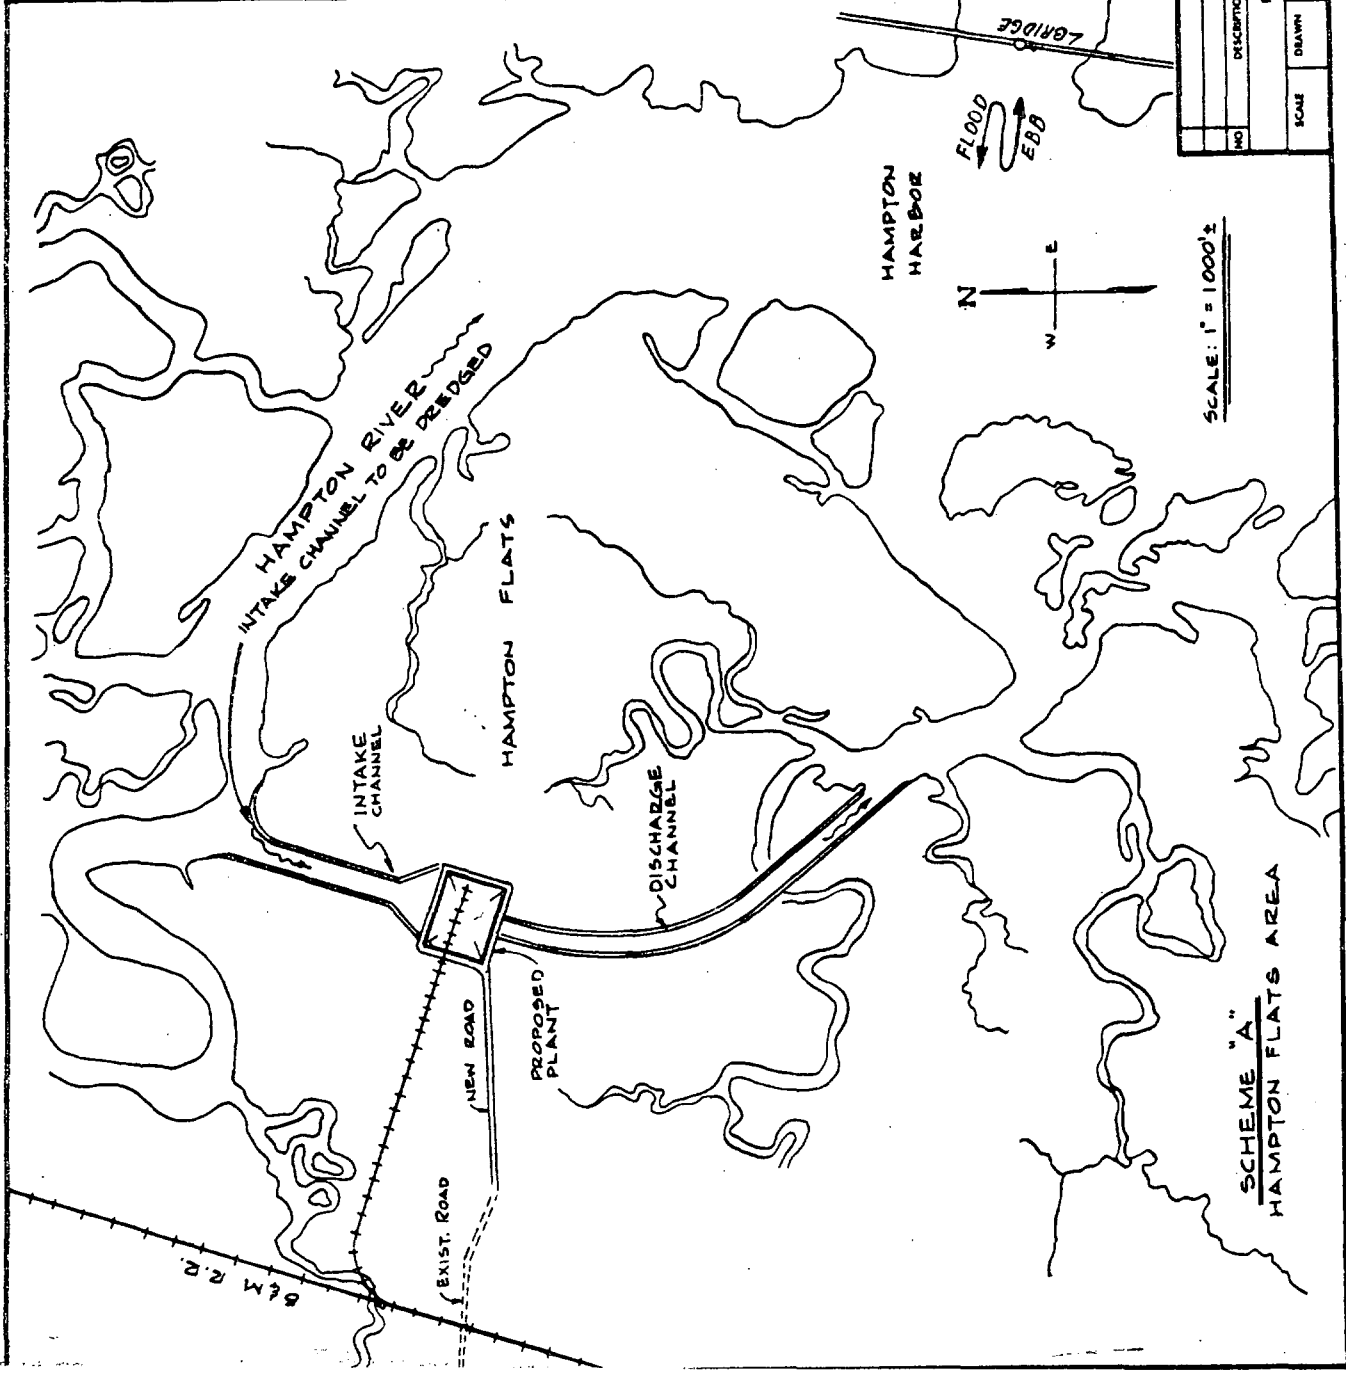 B & M R.R.
EXIST. ROAD
NEW ROAD
PROPOSED
PLANT
INTAKE
CHANNEL
DISCHARGE
CHANNEL
HAMPTON FLATS
HAMPTON RIVER
INTAKE CHANNEL TO BE DREDGED
HAMPTON
HARBOR
FLOOD
EBB
BRIDGE
N
W
E
SCALE: 1" = 1000'±
SCHEME "A"
HAMPTON FLATS AREA
NO
DESCRIPTIO
SCALE
DRAWN